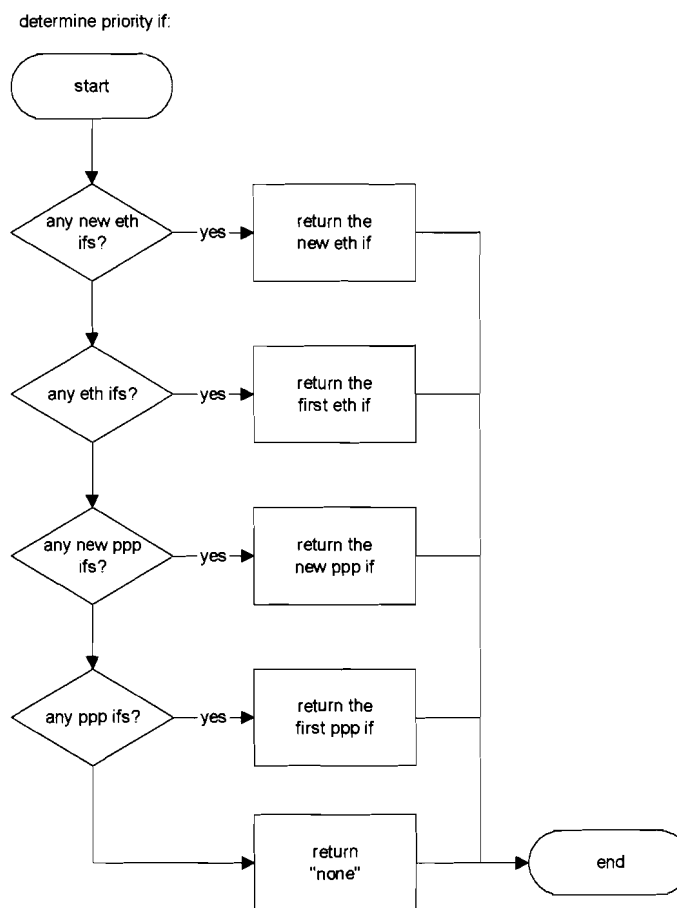 determine priority if:
start
any new eth
ifs?
yes
return the
new eth if
any eth ifs?
yes
return the
first eth if
any new ppp
ifs?
yes
return the
new ppp if
any ppp ifs?
yes
return the
first ppp if
return
"none"
end